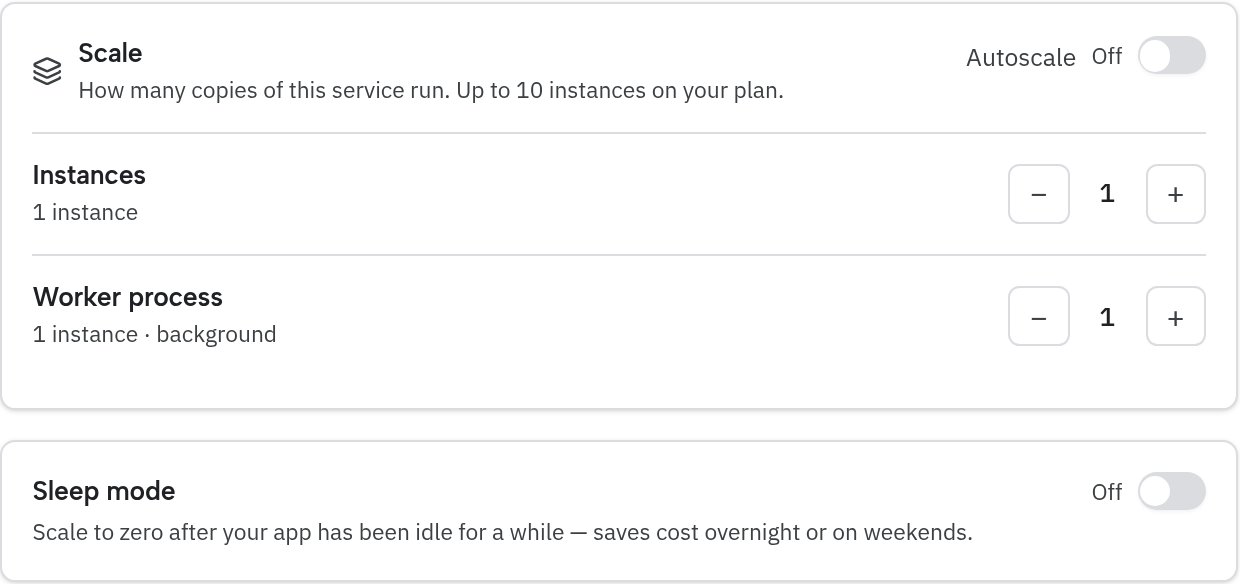 Scale
Autoscale Off
How many copies of this service run. Up to 10 instances on your plan.
Instances
1 instance
− 1 +
Worker process
1 instance · background
− 1 +
Sleep mode
Off
Scale to zero after your app has been idle for a while — saves cost overnight or on weekends.